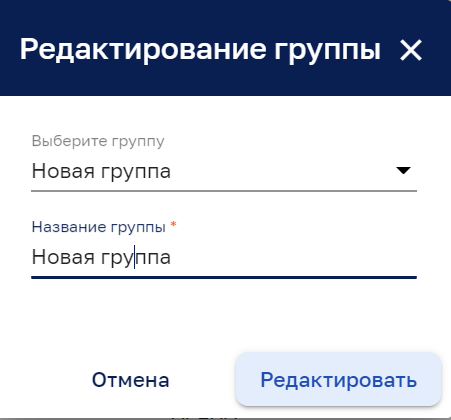 Редактирование группы
Выберите группу
Новая группа
Название группы *
Новая группа
Отмена
Редактировать